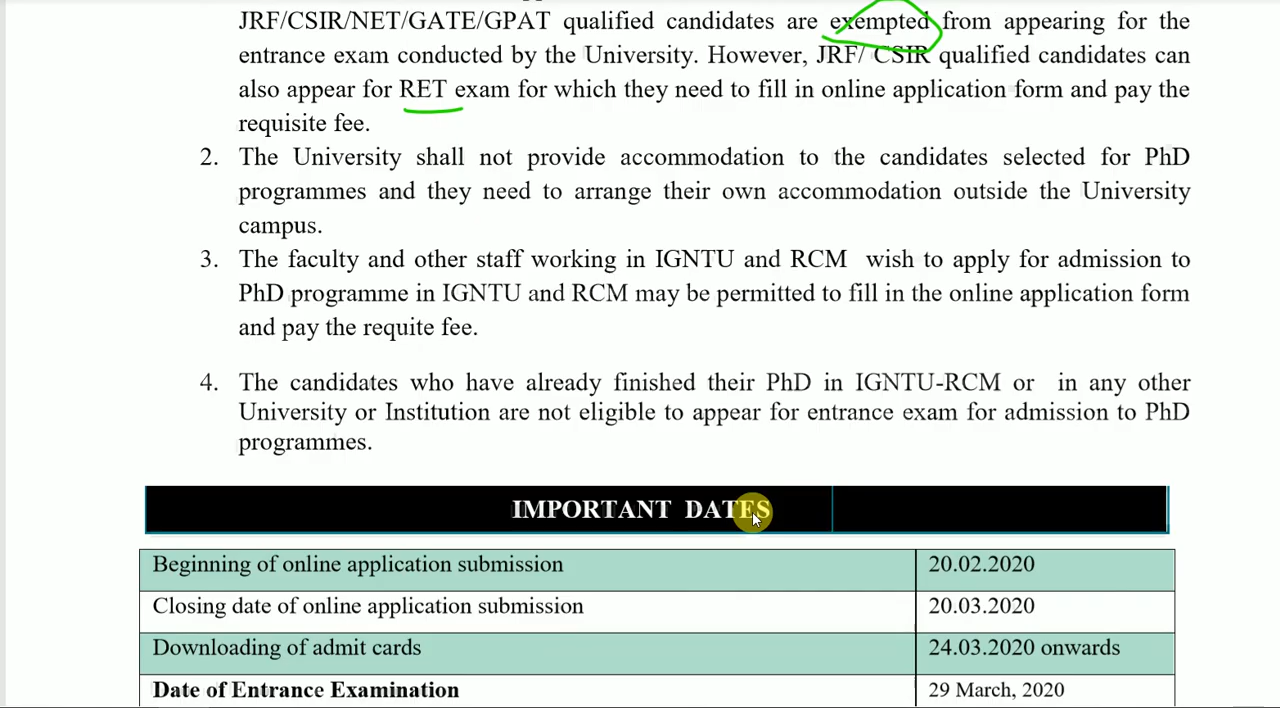 JRF/CSIR/NET/GATE/GPAT qualified candidates are exempted from appearing for the
entrance exam conducted by the University. However, JRF/ CSIR qualified candidates can
also appear for RET exam for which they need to fill in online application form and pay the
requisite fee.
2. The University shall not provide accommodation to the candidates selected for PhD
programmes and they need to arrange their own accommodation outside the University
campus.
3. The faculty and other staff working in IGNTU and RCM wish to apply for admission to
PhD programme in IGNTU and RCM may be permitted to fill in the online application form
and pay the requite fee.
4. The candidates who have already finished their PhD in IGNTU-RCM or in any other
University or Institution are not eligible to appear for entrance exam for admission to PhD
programmes.
IMPORTANT DATES
Beginning of online application submission 20.02.2020
Closing date of online application submission 20.03.2020
Downloading of admit cards 24.03.2020 onwards
Date of Entrance Examination 29 March, 2020